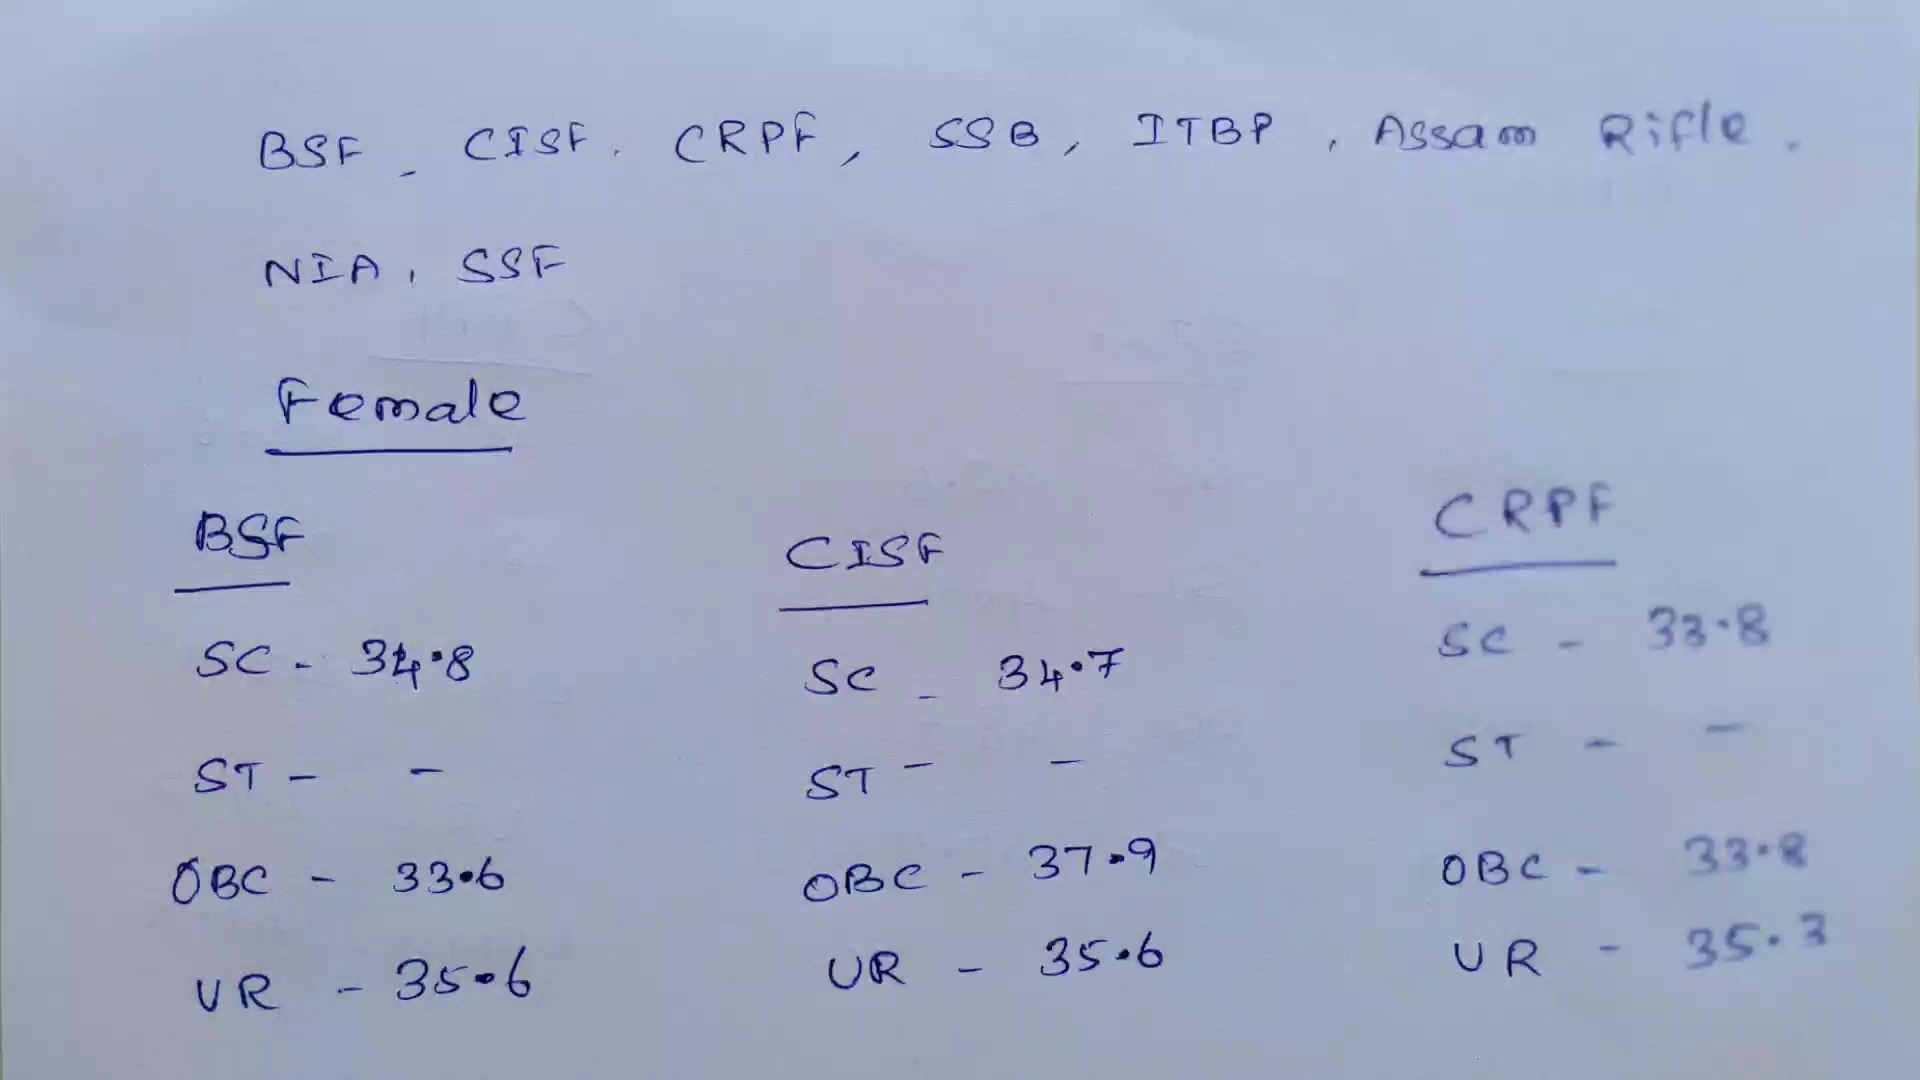 BSF, CISF, CRPF, SSB, ITBP, Assam Rifle.
NIA, SSF
Female
BSF
SC - 34.8
ST - -
OBC - 33.6
UR - 35.6
CISF
SC - 34.7
ST - -
OBC - 37.9
UR - 35.6
CRPF
SC - 33.8
ST - -
OBC - 33.8
UR - 35.3